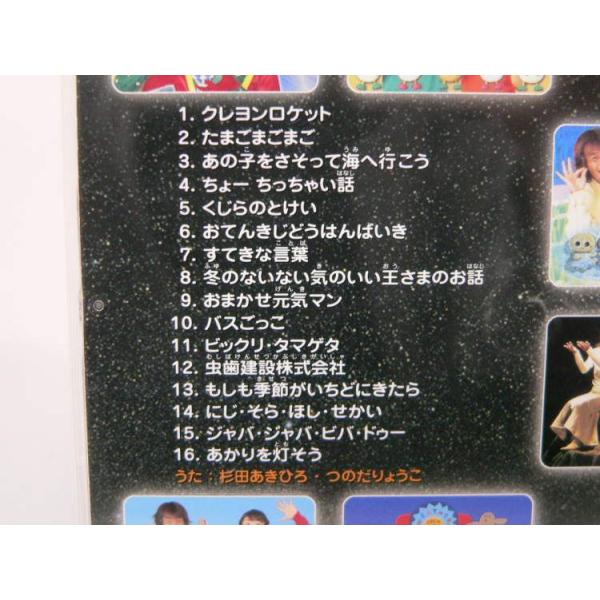 1. クレヨンロケット
2. たまごまごまご
3. あの子をさそって海へ行こう
4. ちょー ちっちゃい話
5. くじらのとけい
6. おてんきじどうはんばいき
7. すてきな言葉
8. 冬のないない気のいい王さまのお話
9. おまかせ元気マン
10. バスごっこ
11. ビックリ・タマゲタ
12. 虫歯建設株式会社
13. もしも季節がいちどにきたら
14. にじ・そら・ほし・せかい
15. ジャバ・ジャバ・ビバ・ドゥー
16. あかりを灯そう
うた：杉田あきひろ・つのだりょうこ